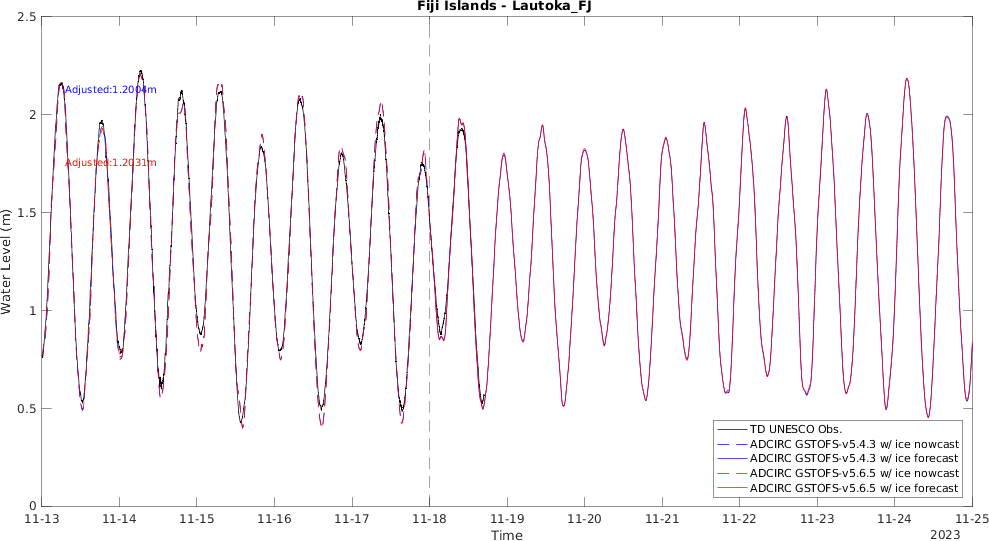 Fiji Islands - Lautoka_FJ
2.5
2
1.5
1
0.5
0
Water Level (m)
Adjusted:1.2004m
Adjusted:1.2031m
TD UNESCO Obs.
ADCIRC GSTOFS-v5.4.3 w/ ice nowcast
ADCIRC GSTOFS-v5.4.3 w/ ice forecast
ADCIRC GSTOFS-v5.6.5 w/ ice nowcast
ADCIRC GSTOFS-v5.6.5 w/ ice forecast
11-13 11-14 11-15 11-16 11-17 11-18 11-19 11-20 11-21 11-22 11-23 11-24 11-25
Time
2023